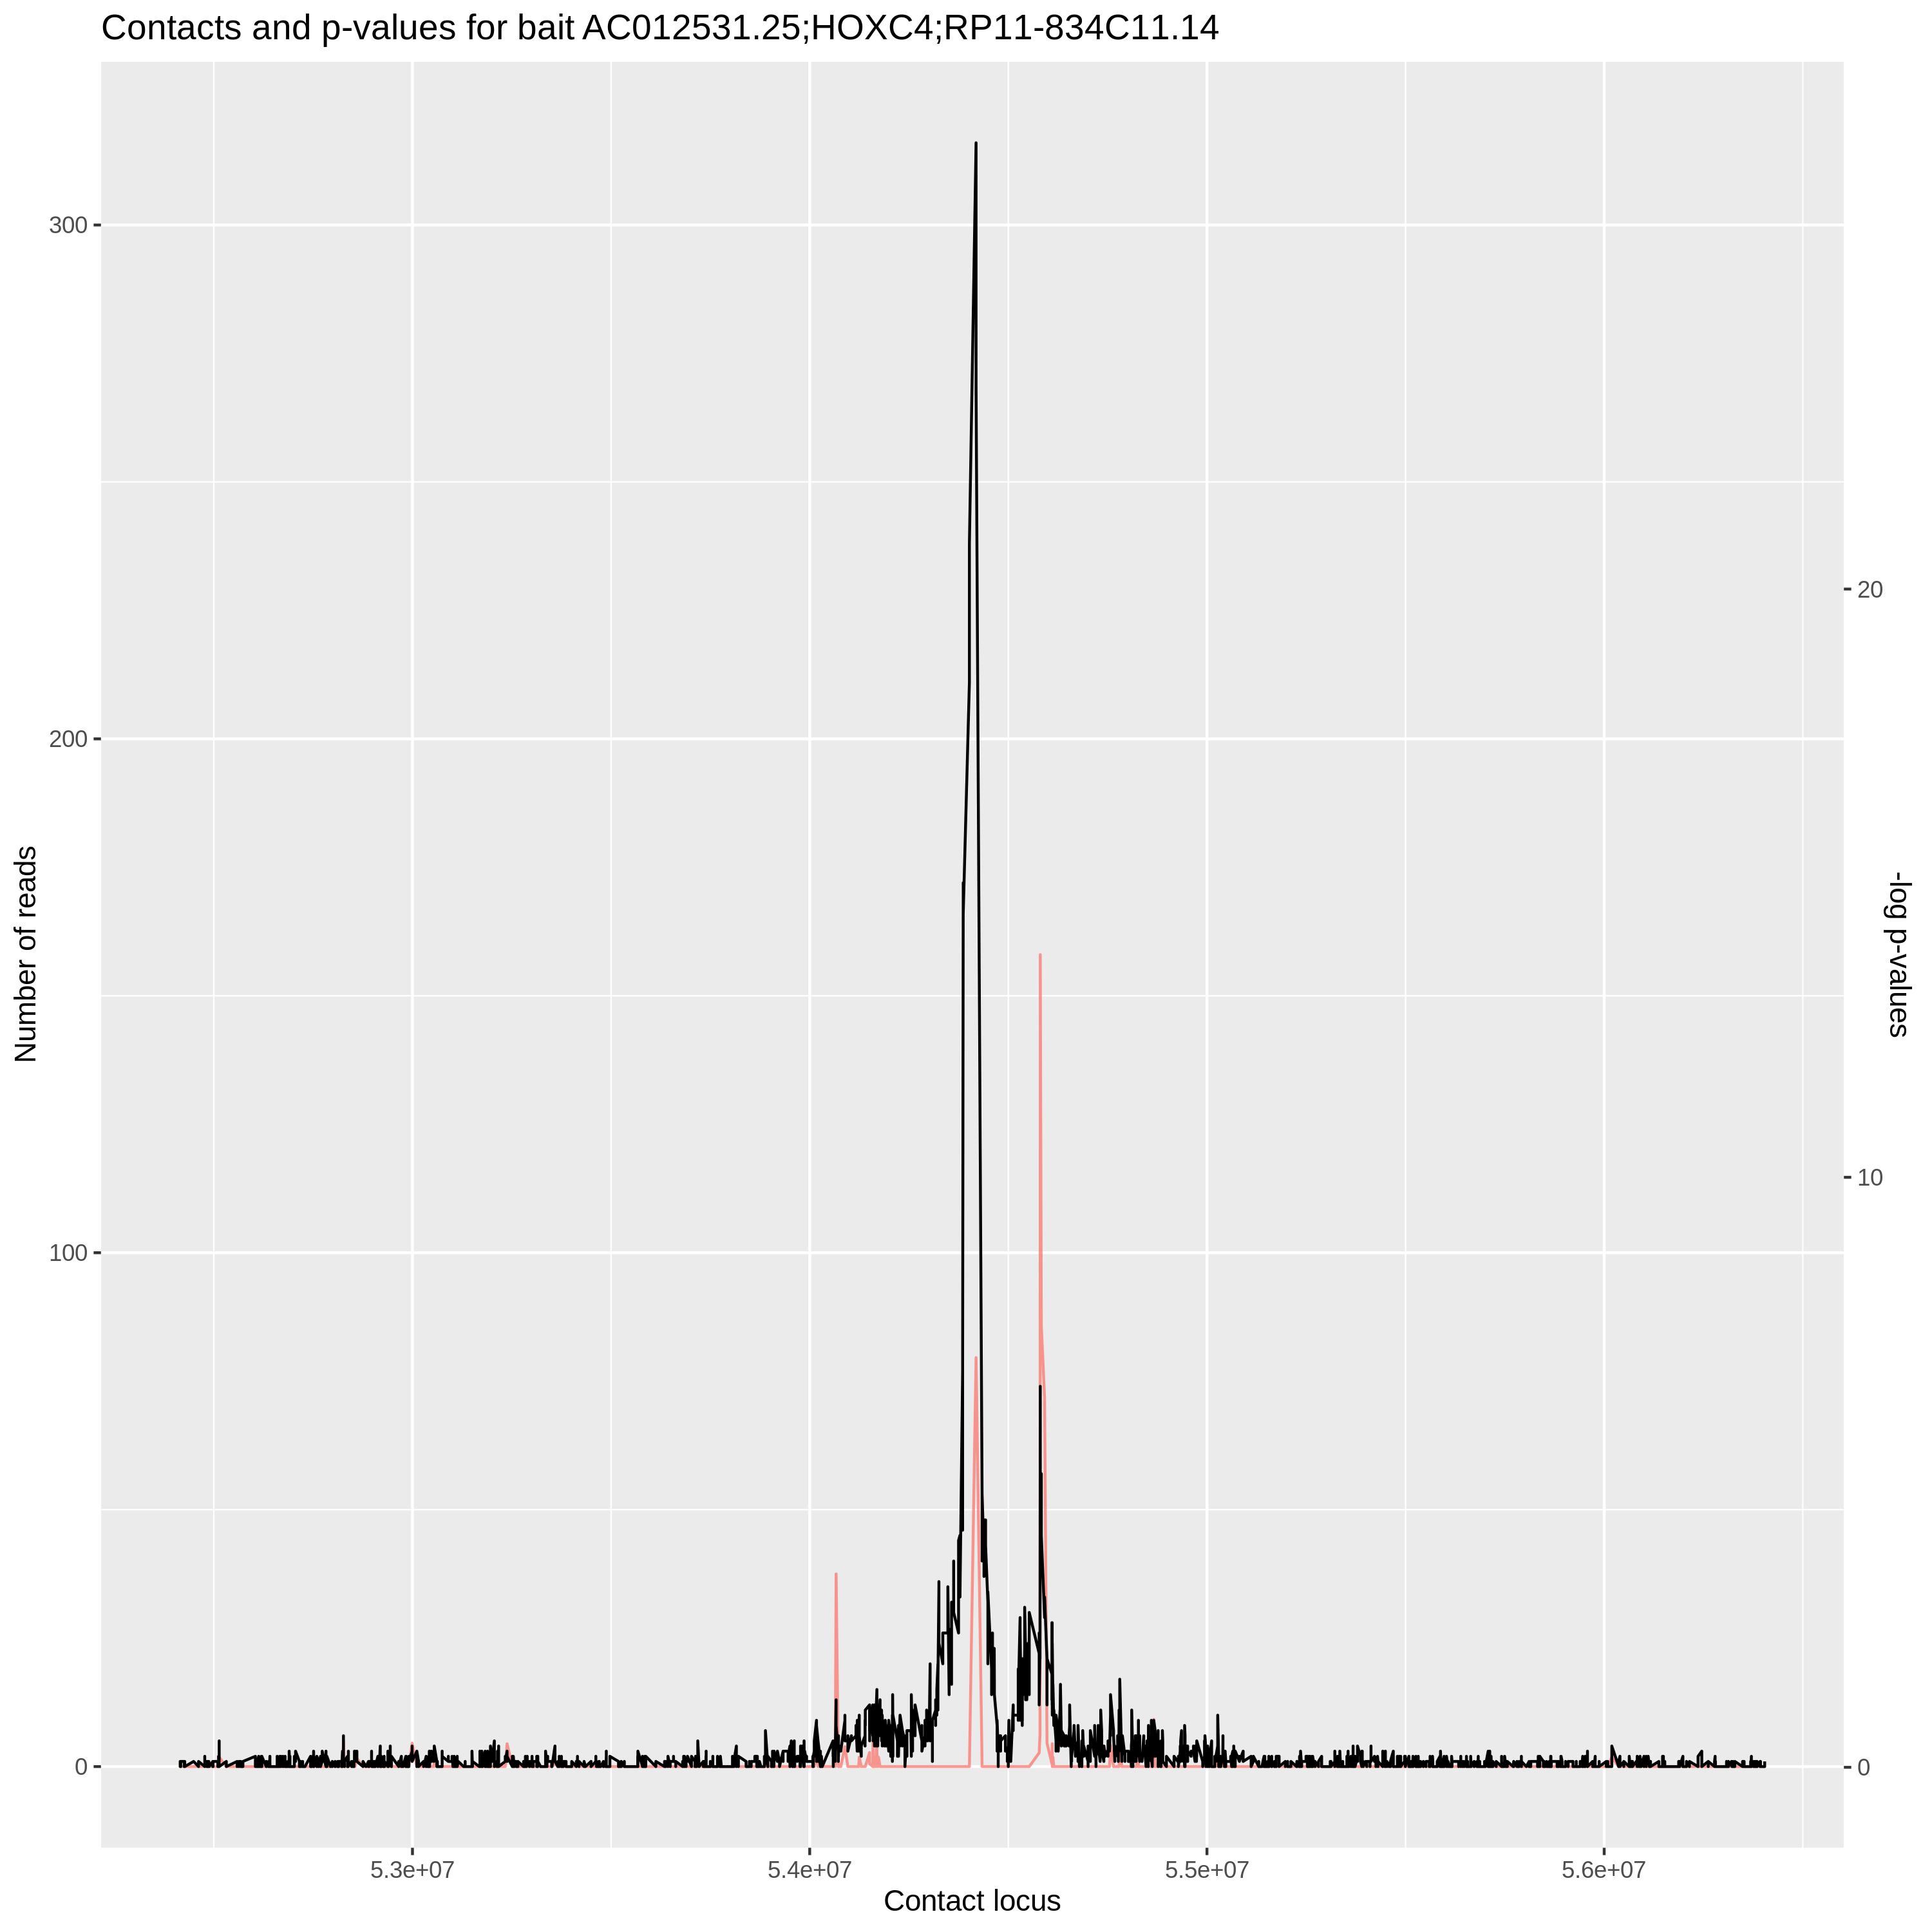 Contacts and p-values for bait AC012531.25;HOXC4;RP11-834C11.14
300
200
100
0
Number of reads
20
10
0
-log p-values
5.3e+07 5.4e+07 5.5e+07 5.6e+07
Contact locus